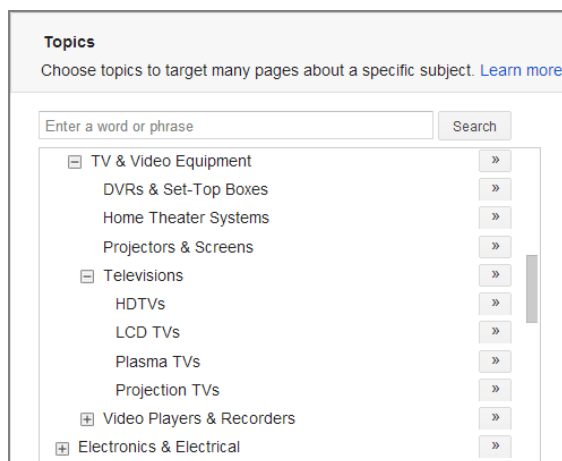 Topics
Choose topics to target many pages about a specific subject. Learn more
Enter a word or phrase Search
TV & Video Equipment »
DVRs & Set-Top Boxes »
Home Theater Systems »
Projectors & Screens »
Televisions »
HDTVs »
LCD TVs »
Plasma TVs »
Projection TVs »
Video Players & Recorders »
Electronics & Electrical »